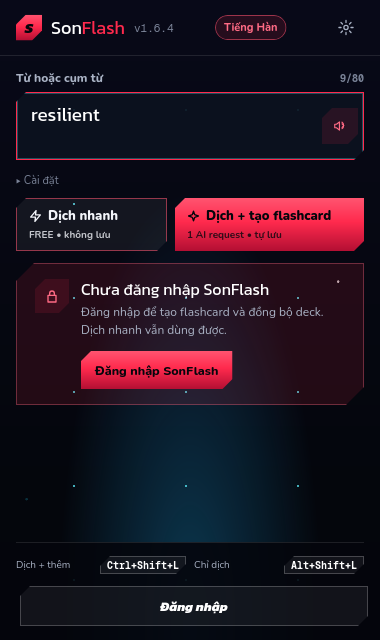 S SonFlash v1.6.4 Tiếng Hàn
Từ hoặc cụm từ 9/80
resilient
▸ Cài đặt
Dịch nhanh
FREE • không lưu
Dịch + tạo flashcard
1 AI request • tự lưu
Chưa đăng nhập SonFlash
Đăng nhập để tạo flashcard và đồng bộ deck.
Dịch nhanh vẫn dùng được.
Đăng nhập SonFlash
Dịch + thêm Ctrl+Shift+L Chỉ dịch Alt+Shift+L
Đăng nhập